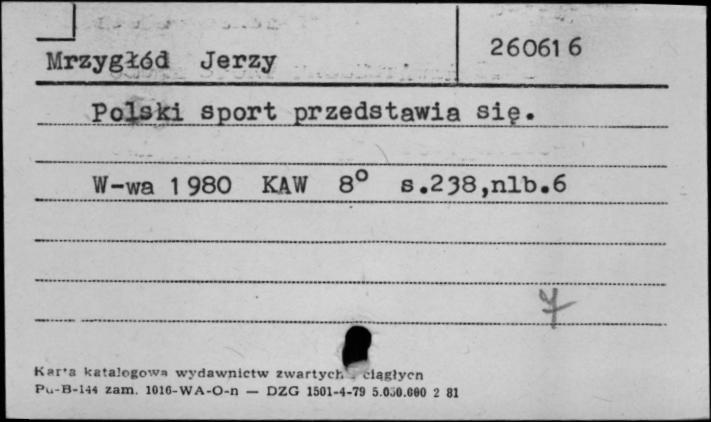 Mrzygłód Jerzy
260616
Polski sport przedstawia się.
W-wa 1980 KAW 8° s.238,nlb.6
Karta katalogowa wydawnictw zwartych ciągłych
Pu-B-144 zam. 1016-WA-O-n — DZG 1501-4-79 5.000.000 2 81